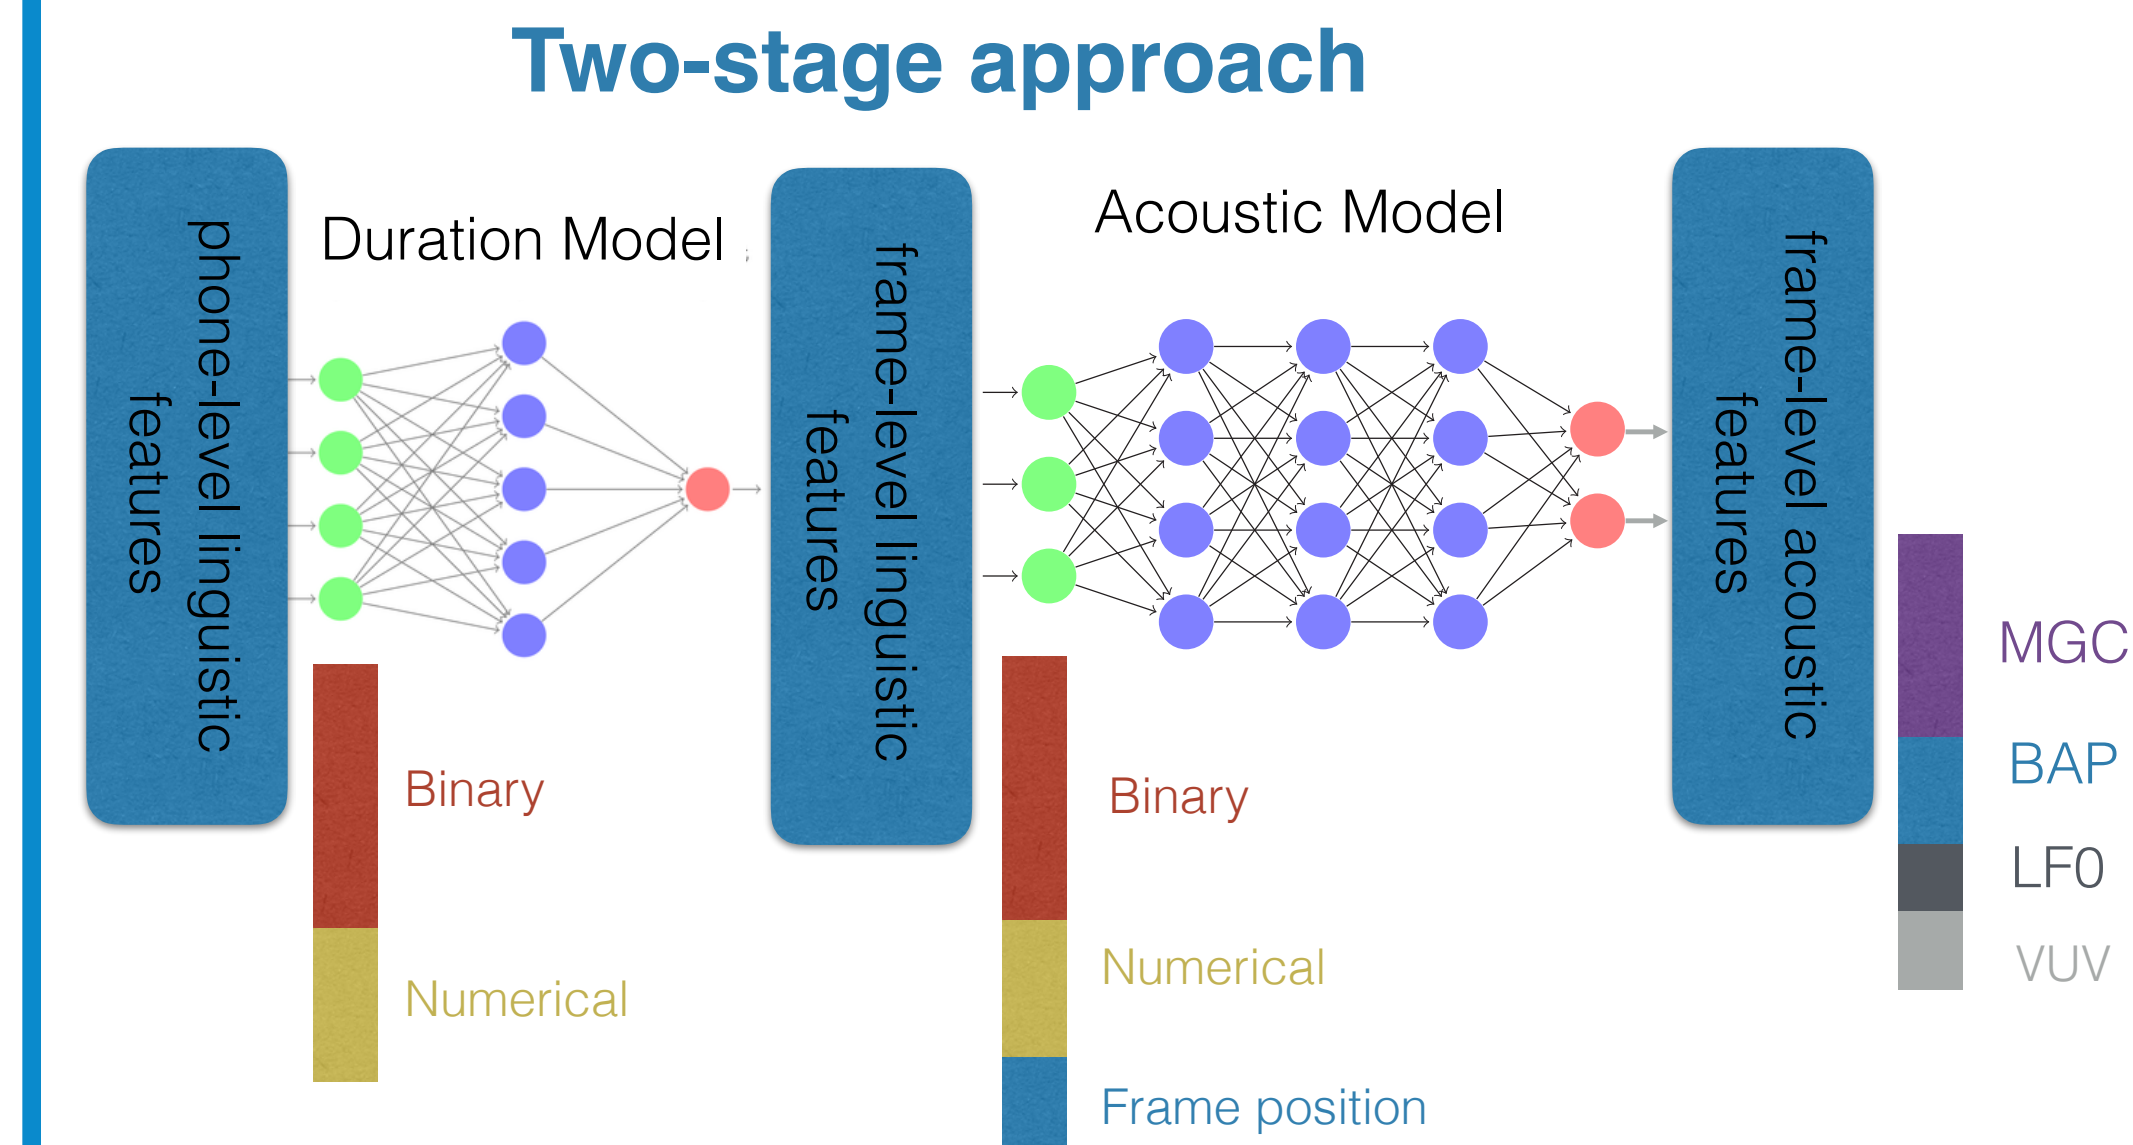 Two-stage approach
phone-level linguistic
features
Duration Model
frame-level linguistic
features
Acoustic Model
frame-level acoustic
features
Binary
Numerical
Binary
Numerical
Frame position
MGC
BAP
LF0
VUV